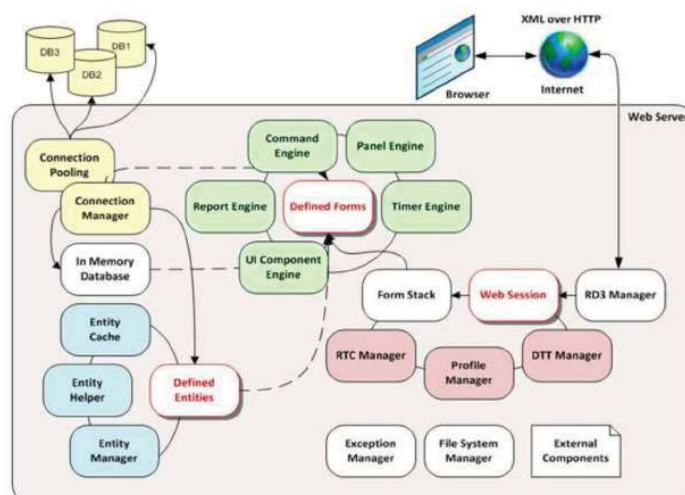 XML over HTTP
DB3
DB1
DB2
Browser
Internet
Web Server
Connection
Pooling
Connection
Manager
In Memory
Database
Command
Engine
Panel Engine
Report Engine
Defined Forms
Timer Engine
UI Component
Engine
Form Stack
Web Session
RD3 Manager
RTC Manager
Profile
Manager
DTT Manager
Entity
Cache
Entity
Helper
Defined
Entities
Entity
Manager
Exception
Manager
File System
Manager
External
Components